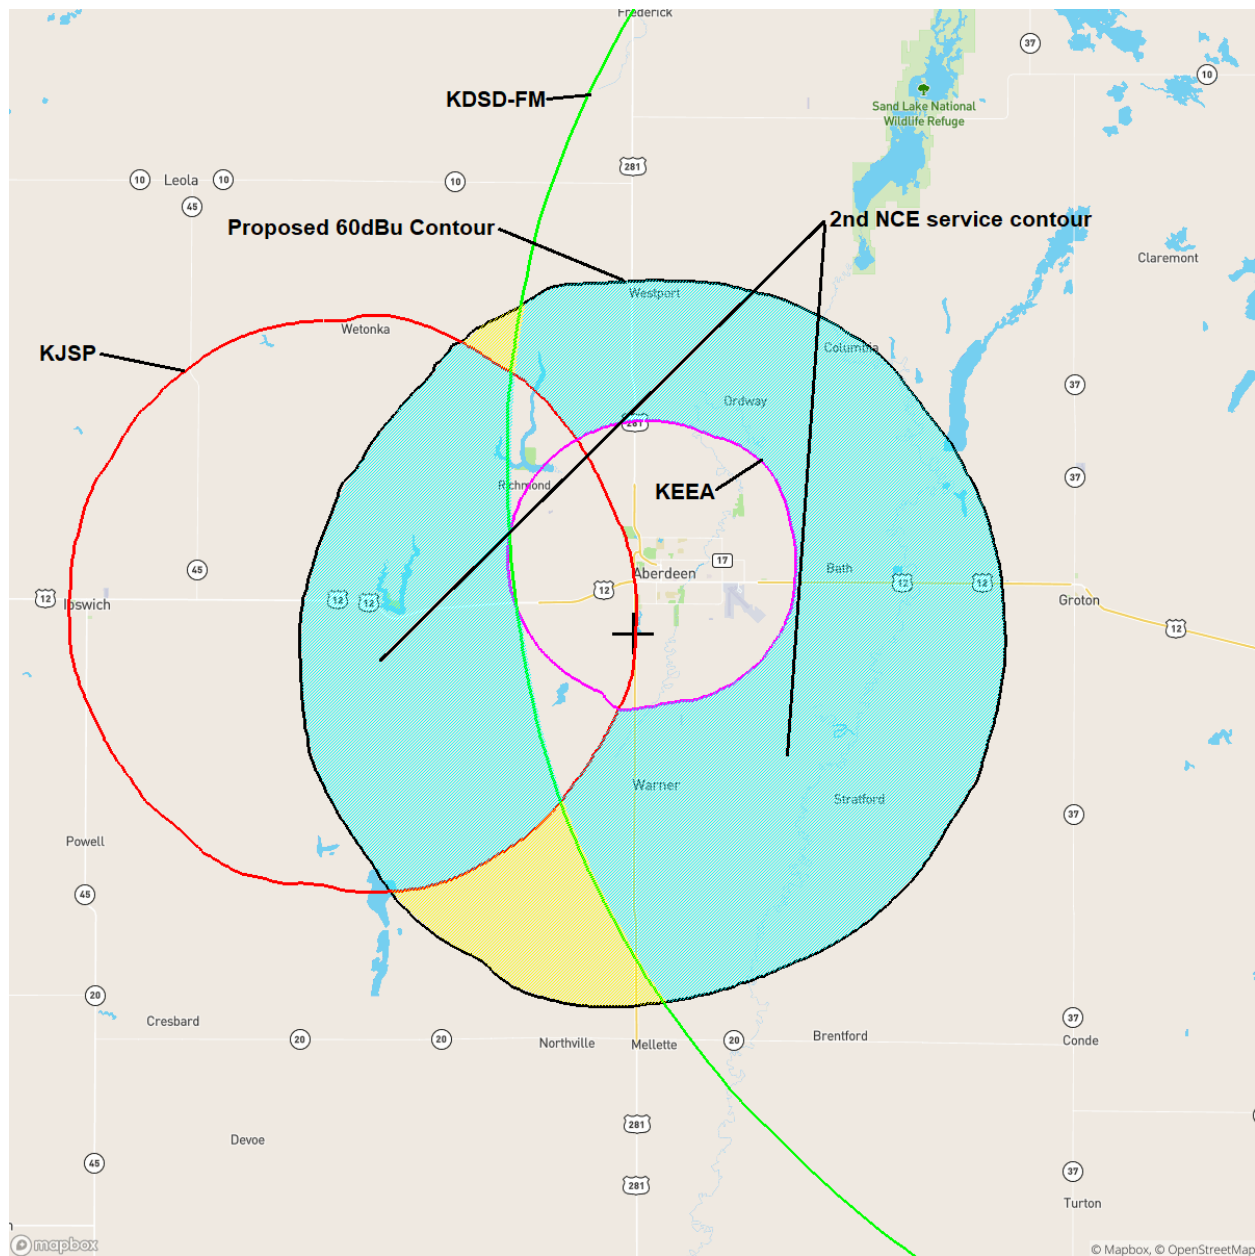 Frederick
37
10
KDSD-FM
Sand Lake National
Wildlife Refuge
281
10
Leola
10
10
45
Proposed 60dBu Contour
2nd NCE service contour
Claremont
Westport
Wetonka
KJSP
Columbia
37
Ordway
281
37
Richmond
KEEA
45
17
Aberdeen
Bath
12
Ipswich
12
12
12
12
12
Groton
12
Warner
Stratford
37
Powell
45
20
Cresbard
37
20
20
Northville
Mellette
20
Brentford
Conde
281
Devoe
45
37
281
Turton
mapbox
© Mapbox, © OpenStreetMap